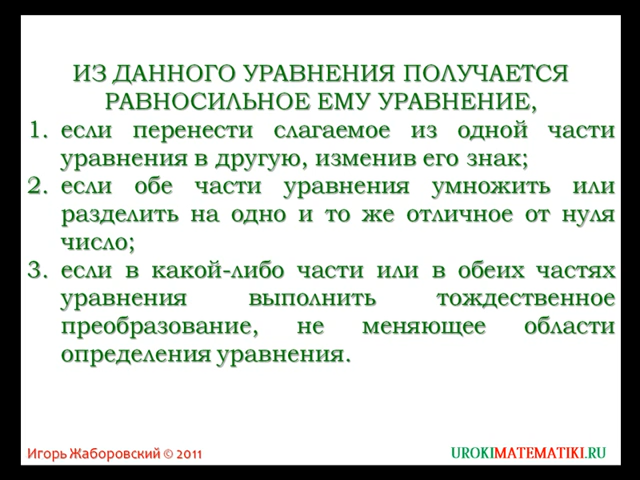 ИЗ ДАННОГО УРАВНЕНИЯ ПОЛУЧАЕТСЯ
РАВНОСИЛЬНОЕ ЕМУ УРАВНЕНИЕ,
1. если перенести слагаемое из одной части
уравнения в другую, изменив его знак;
2. если обе части уравнения умножить или
разделить на одно и то же отличное от нуля
число;
3. если в какой-либо части или в обеих частях
уравнения выполнить тождественное
преобразование, не меняющее области
определения уравнения.
Игорь Жаборовский © 2011
UROKIMATEMATIKI.RU